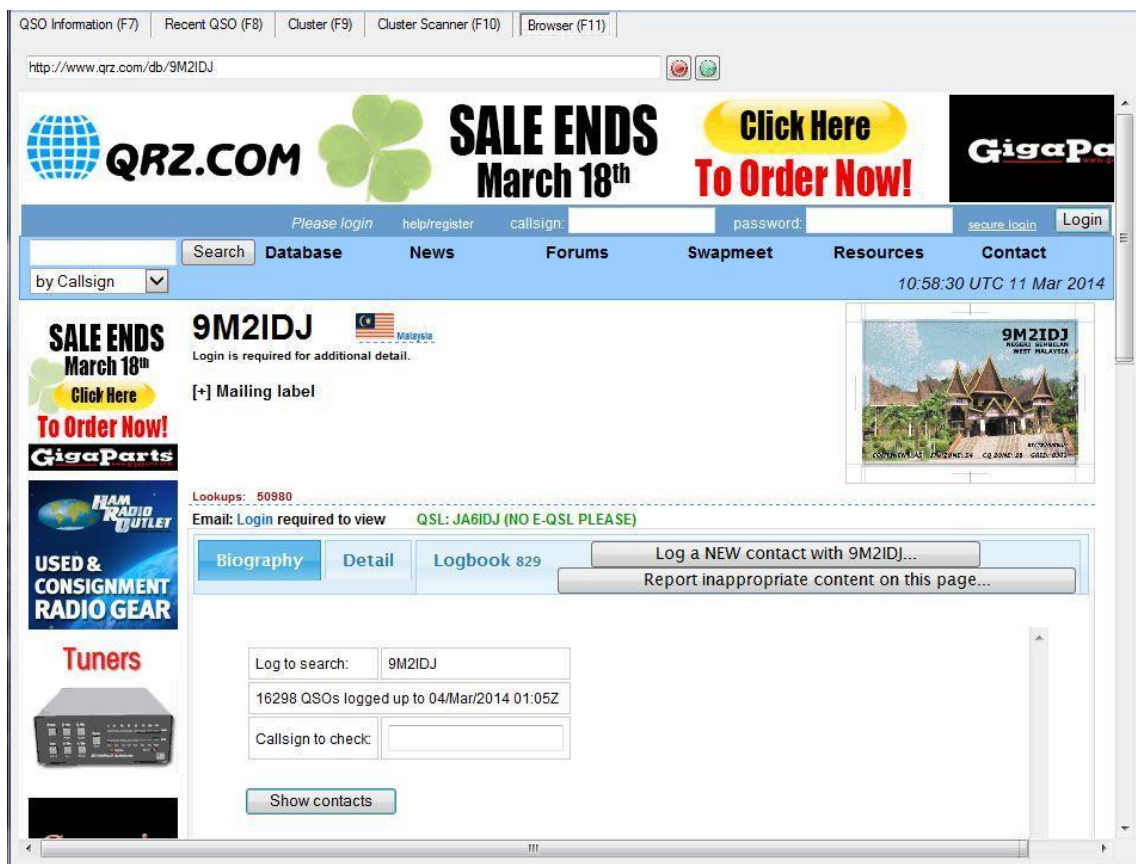 QSO Information (F7) Recent QSO (F8) Cluster (F9) Cluster Scanner (F10) Browser (F11)
http://www.qrz.com/db/9M2IDJ
QRZ.COM
SALE ENDS
March 18th
Click Here
To Order Now!
GigaPa
Please login help/register callsign: password: secure login Login
Search Database News Forums Swapmeet Resources Contact
by Callsign 10:58:30 UTC 11 Mar 2014
SALE ENDS
March 18th
Click Here
To Order Now!
GigaParts
9M2IDJ Malaysia
Login is required for additional detail.
[+] Mailing label
9M2IDJ
NEGERI SEMBILAN
WEST MALAYSIA
Lookups: 50980
Email: Login required to view QSL: JA6IDJ (NO E-QSL PLEASE)
HAM
RADIO
OUTLET
USED &
CONSIGNMENT
RADIO GEAR
Tuners
Biography Detail Logbook 829 Log a NEW contact with 9M2IDJ...
Report inappropriate content on this page...
Log to search: 9M2IDJ
16298 QSOs logged up to 04/Mar/2014 01:05Z
Callsign to check:
Show contacts